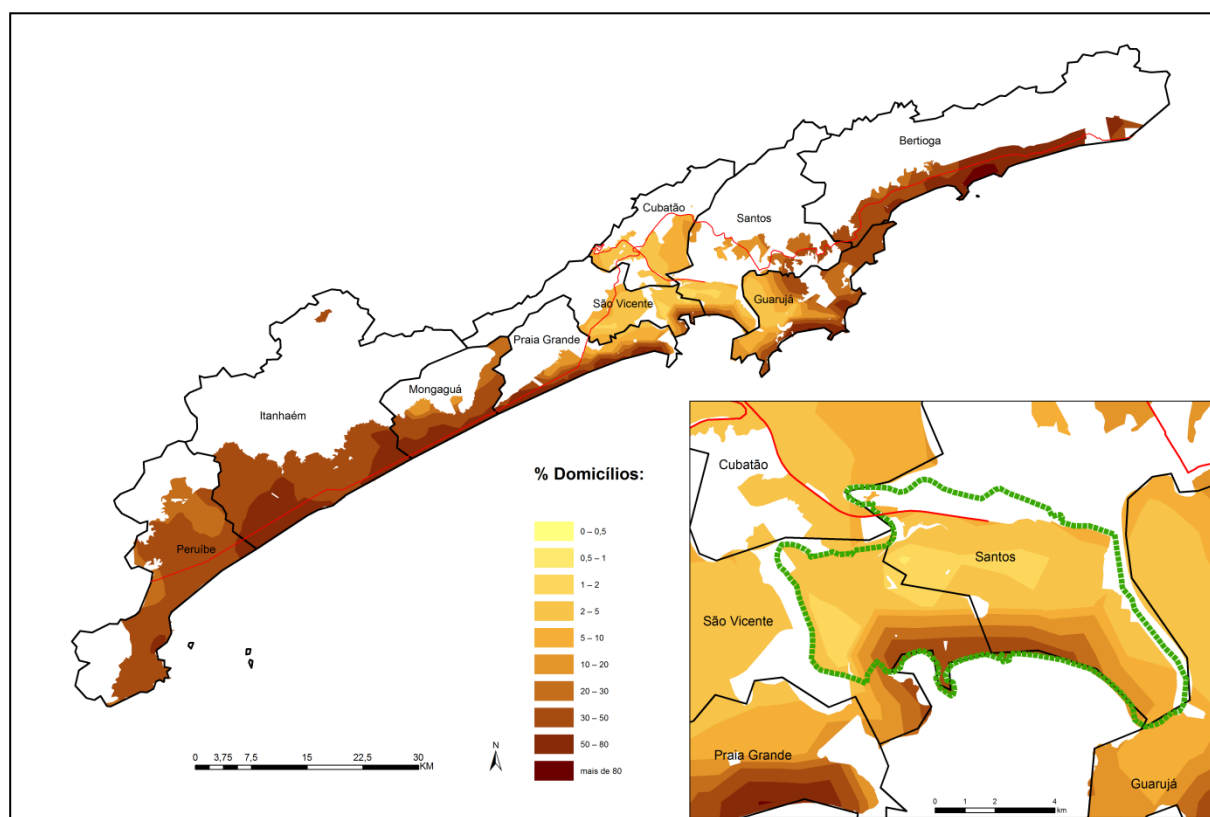 Bertioga
Cubatão
Santos
São Vicente
Guarujá
Praia Grande
Mongaguá
Itanhaém
Peruíbe
% Domicílios:
0 – 0,5
0,5 – 1
1 – 2
2 – 5
5 – 10
10 – 20
20 – 30
30 – 50
50 – 80
mais de 80
0 3,75 7,5 15 22,5 30
KM
N
Cubatão
Santos
São Vicente
Praia Grande
Guarujá
0 1 2 4
km